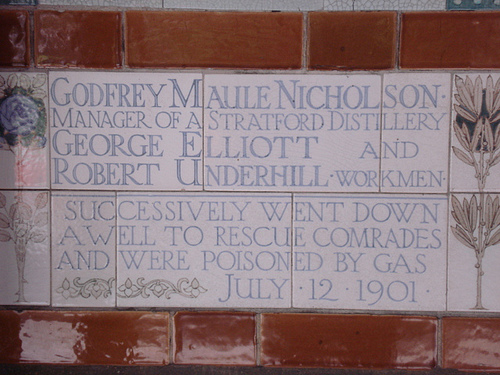 GODFREY MAULE NICHOLSON·
MANAGER OF A STRATFORD DISTILLERY
GEORGE ELLIOTT AND
ROBERT UNDERHILL·WORKMEN·
SUCCESSIVELY WENT DOWN
A WELL TO RESCUE COMRADES
AND WERE POISONED BY GAS
JULY · 12 · 1901 ·